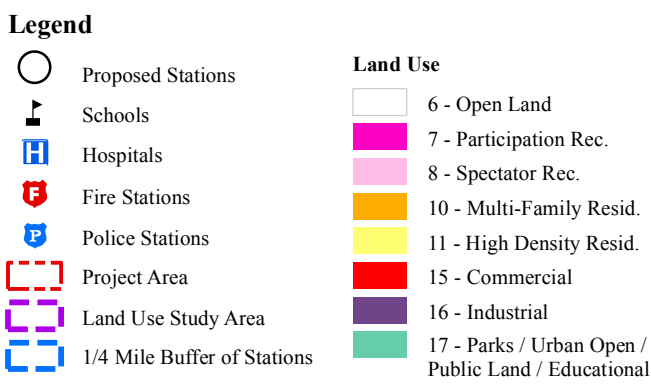 Legend
Proposed Stations
Schools
H
Hospitals
F
Fire Stations
P
Police Stations
Project Area
Land Use Study Area
1/4 Mile Buffer of Stations
Land Use
6 - Open Land
7 - Participation Rec.
8 - Spectator Rec.
10 - Multi-Family Resid.
11 - High Density Resid.
15 - Commercial
16 - Industrial
17 - Parks / Urban Open /
Public Land / Educational